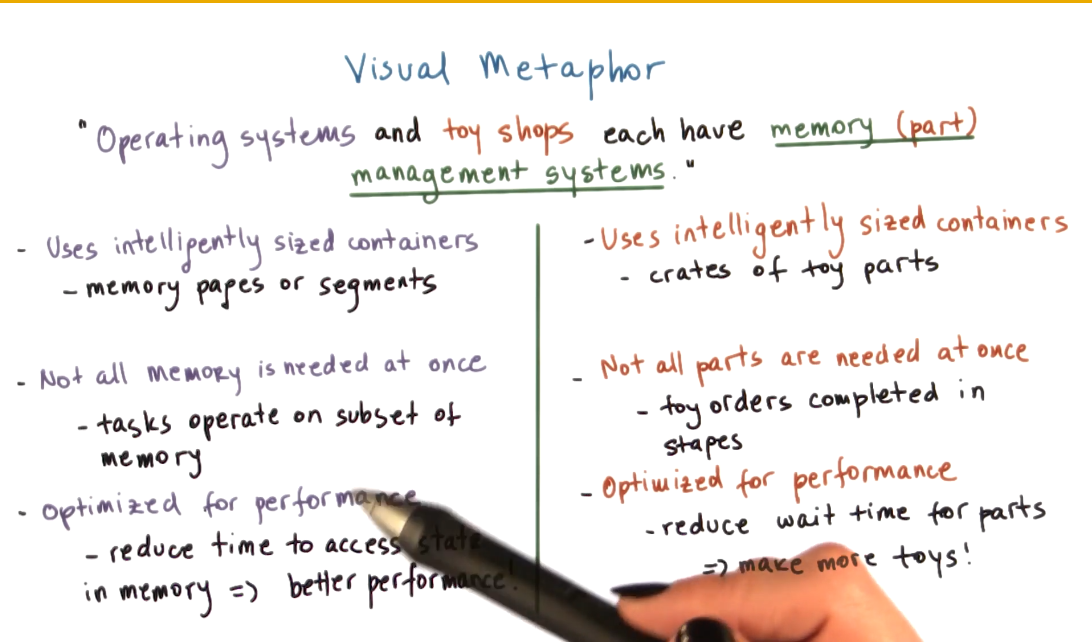 Visual Metaphor
"Operating systems and toy shops each have memory (part)
management systems."
- Uses intellipently sized containers
- memory papes or segments
- Not all memory is needed at once
- tasks operate on subset of
memory
- Optimized for performance
- reduce time to access state
in memory => better performance!
- Uses intelligently sized containers
- crates of toy parts
- Not all parts are needed at once
- toy orders completed in
stapes
- Optimized for performance
- reduce wait time for parts
=> make more toys!